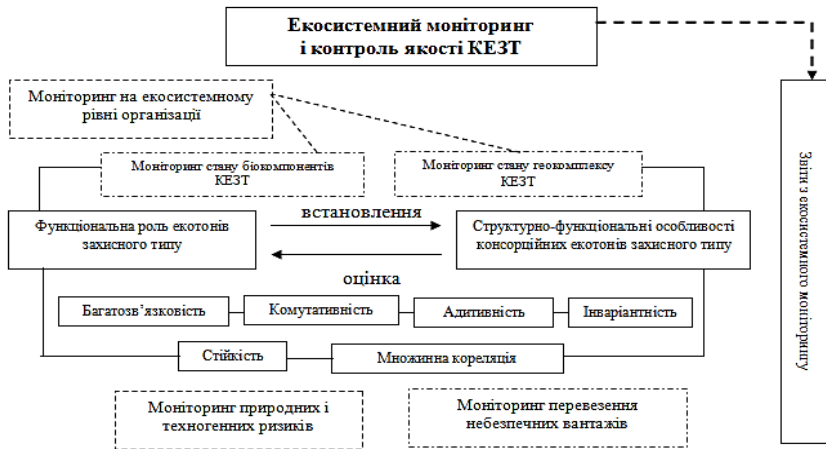 Екосистемний моніторинг
і контроль якості КЕЗТ
Моніторинг на екосистемному
рівні організації
Моніторинг стану біокомпонентів
КЕЗТ
Моніторинг стану геокомплексу
КЕЗТ
Функціональна роль екотонів
захисного типу
встановлення
оцінка
Структурно-функціональні особливості
консорційних екотонів захисного типу
Багатозв’язковість
Комутативність
Адитивність
Інваріантність
Стійкість
Множинна кореляція
Моніторинг природних і
техногенних ризиків
Моніторинг перевезення
небезпечних вантажів
Звіти з екосистемного моніторингу